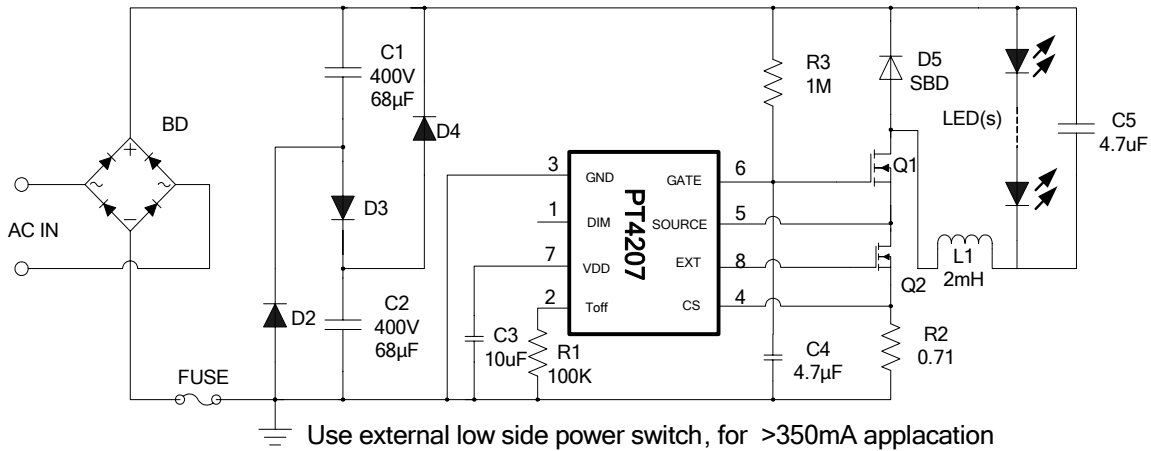 C1
400V
68µF
BD
D4
D3
AC IN
D2
C2
400V
68µF
FUSE
C3
10uF
R1
100K
3
1
7
2
GND
DIM
VDD
Toff
PT4207
GATE
SOURCE
EXT
CS
6
5
8
4
R3
1M
C4
4.7µF
D5
SBD
Q1
Q2
R2
0.71
L1
2mH
LED(s)
C5
4.7uF
Use external low side power switch, for >350mA applacation